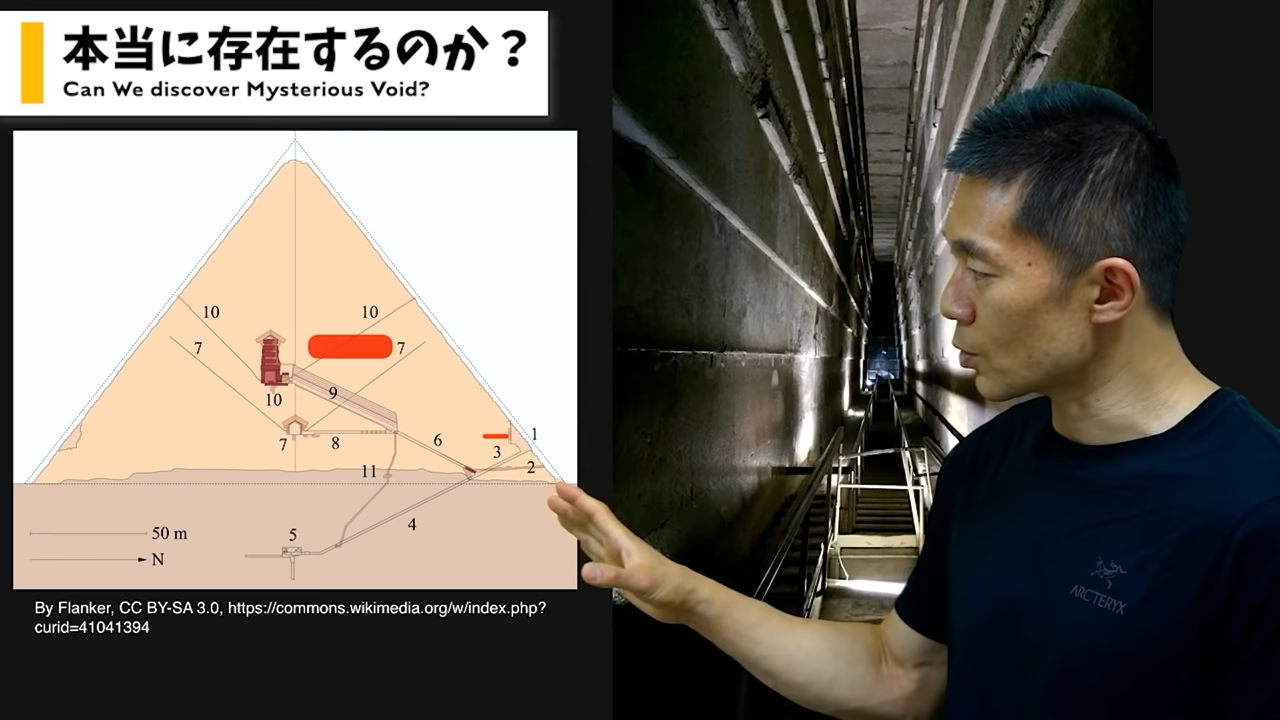 本当に存在するのか？
Can We discover Mysterious Void?
10
10
7
7
10
9
7
8
6
3
1
2
11
4
5
50 m
N
By Flanker, CC BY-SA 3.0, https://commons.wikimedia.org/w/index.php?
curid=41041394
ARC'TERYX